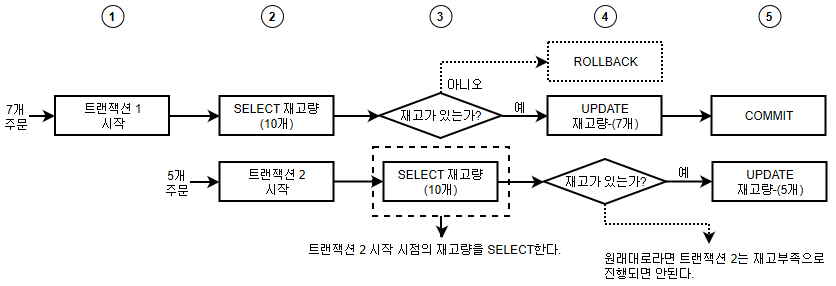 1
2
3
4
5
ROLLBACK
아니오
7개
주문
트랜잭션 1
시작
SELECT 재고량
(10개)
재고가 있는가?
예
UPDATE
재고량-(7개)
COMMIT
5개
주문
트랜잭션 2
시작
SELECT 재고량
(10개)
재고가 있는가?
예
UPDATE
재고량-(5개)
트랜잭션 2 시작 시점의 재고량을 SELECT한다.
원래대로라면 트랜잭션 2는 재고부족으로
진행되면 안된다.